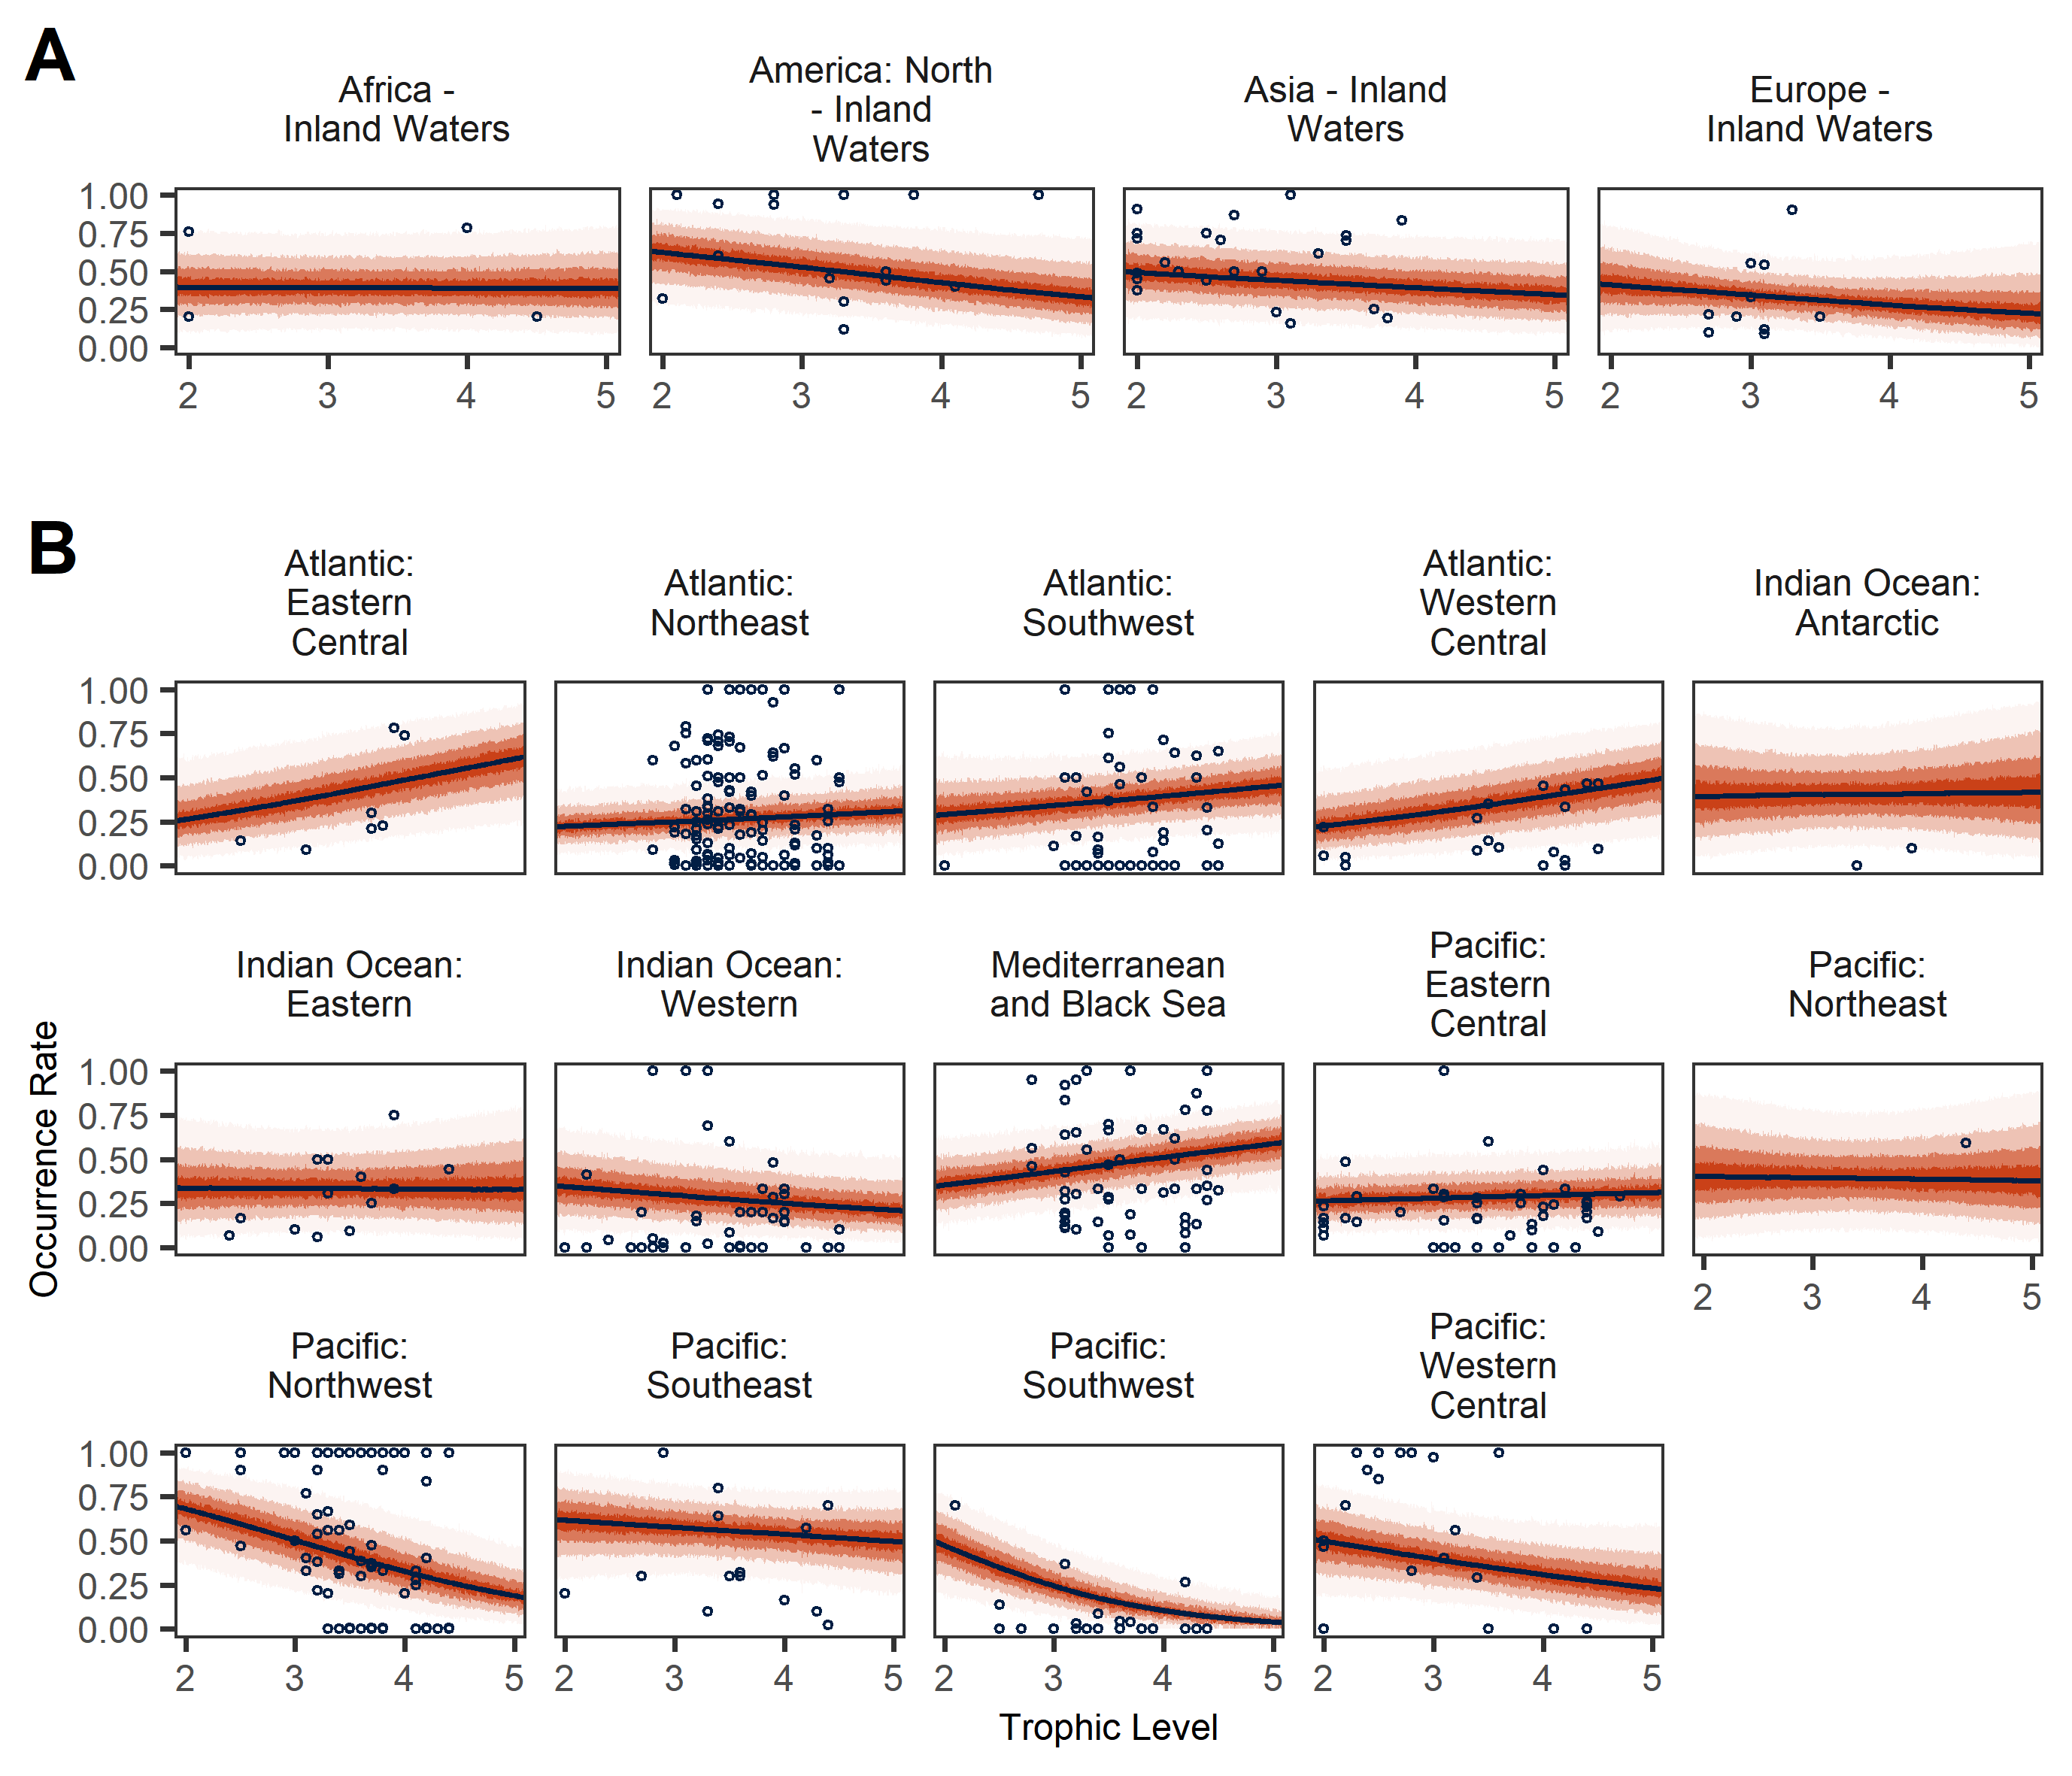 A
Africa -
Inland Waters
America: North
- Inland
Waters
Asia - Inland
Waters
Europe -
Inland Waters
1.00
0.75
0.50
0.25
0.00
2 3 4 5
2 3 4 5
2 3 4 5
2 3 4 5
B
Atlantic:
Eastern
Central
Atlantic:
Northeast
Atlantic:
Southwest
Atlantic:
Western
Central
Indian Ocean:
Antarctic
1.00
0.75
0.50
0.25
0.00
Indian Ocean:
Eastern
Indian Ocean:
Western
Mediterranean
and Black Sea
Pacific:
Eastern
Central
Pacific:
Northeast
Occurrence Rate
1.00
0.75
0.50
0.25
0.00
2 3 4 5
Pacific:
Northwest
Pacific:
Southeast
Pacific:
Southwest
Pacific:
Western
Central
1.00
0.75
0.50
0.25
0.00
2 3 4 5
2 3 4 5
2 3 4 5
2 3 4 5
Trophic Level